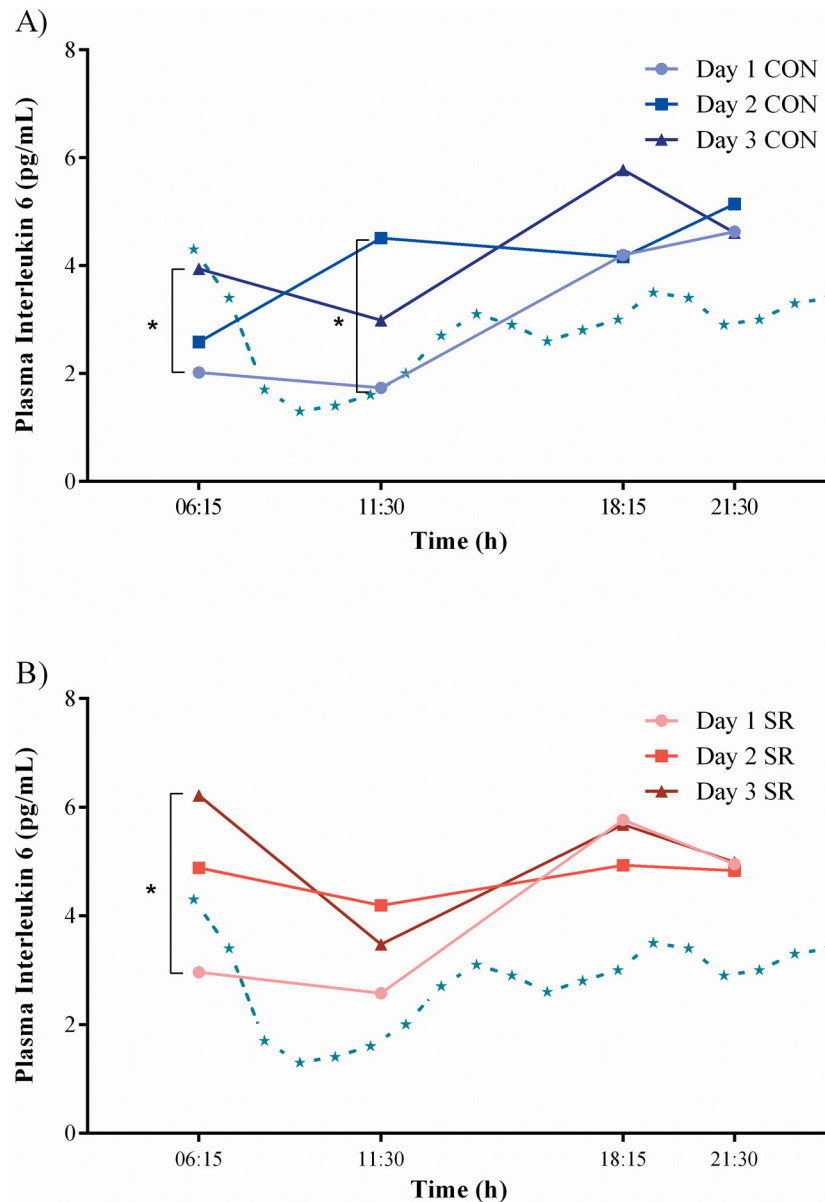 A)
8
6
4
2
0
Plasma Interleukin 6 (pg/mL)
Day 1 CON
Day 2 CON
Day 3 CON
*
*
06:15 11:30 18:15 21:30
Time (h)
B)
8
6
4
2
0
Plasma Interleukin 6 (pg/mL)
Day 1 SR
Day 2 SR
Day 3 SR
*
06:15 11:30 18:15 21:30
Time (h)